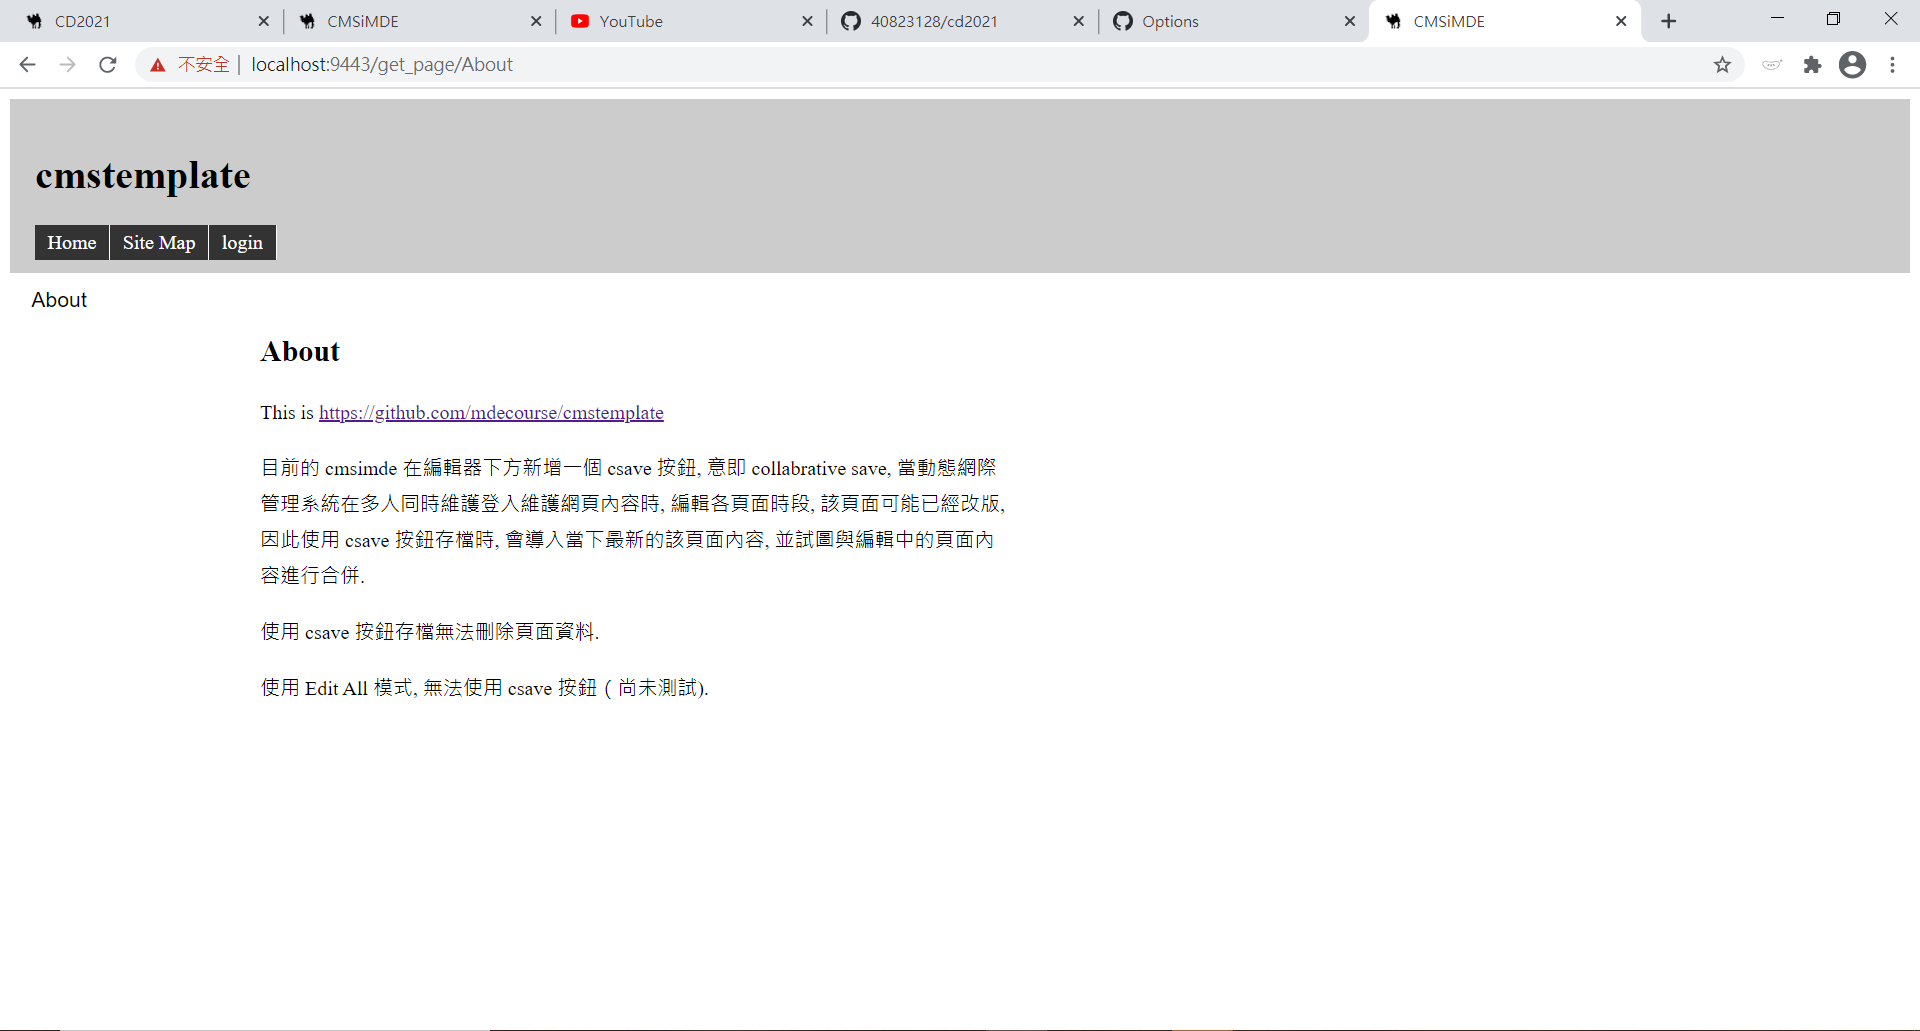 CD2021
CMSiMDE
YouTube
40823128/cd2021
Options
CMSiMDE
不安全
localhost:9443/get_page/About
cmstemplate
Home
Site Map
login
About
About
This is https://github.com/mdecourse/cmstemplate
目前的 cmsimde 在編輯器下方新增一個 csave 按鈕, 意即 collabrative save, 當動態網際
管理系統在多人同時維護登入維護網頁內容時, 編輯各頁面時段, 該頁面可能已經改版,
因此使用 csave 按鈕存檔時, 會導入當下最新的該頁面內容, 並試圖與編輯中的頁面內
容進行合併.
使用 csave 按鈕存檔無法刪除頁面資料.
使用 Edit All 模式, 無法使用 csave 按鈕 ( 尚未測試).